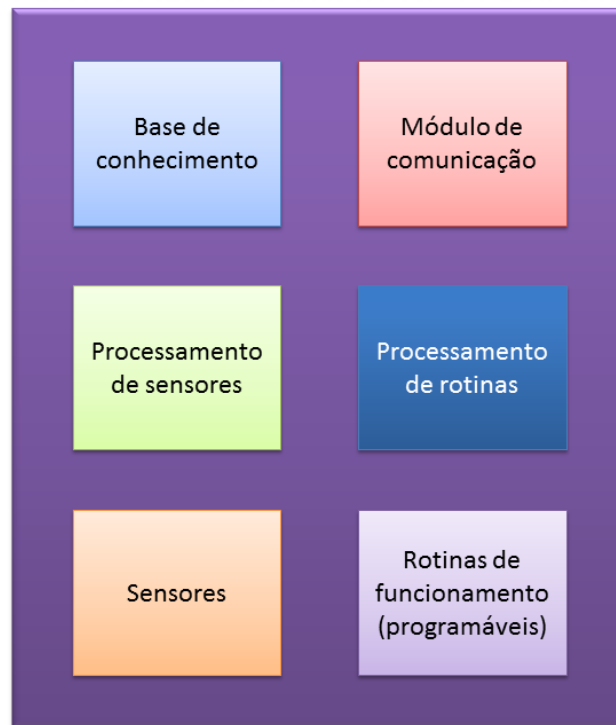 Base de
conhecimento
Módulo de
comunicação
Processamento
de sensores
Processamento
de rotinas
Sensores
Rotinas de
funcionamento
(programáveis)